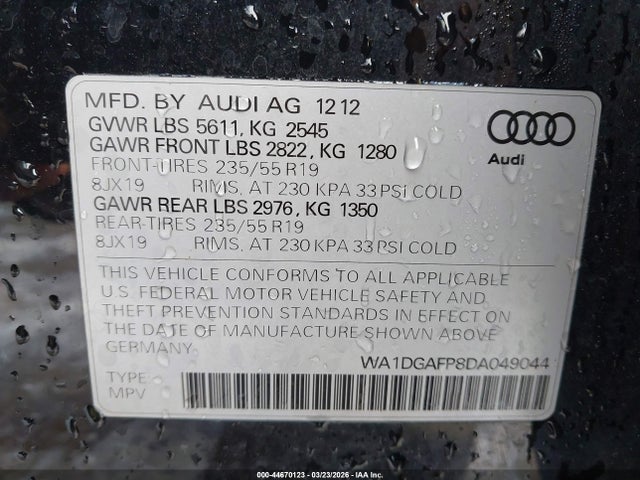 MFD. BY AUDI AG 12 12
GVWR LBS 5611, KG 2545
GAWR FRONT LBS 2822, KG 1280
FRONT-TIRES 235/55 R19
8JX19 RIMS, AT 230 KPA 33 PSI COLD
GAWR REAR LBS 2976, KG 1350
REAR-TIRES 235/55 R19
8JX19 RIMS, AT 230 KPA 33 PSI COLD
Audi
THIS VEHICLE CONFORMS TO ALL APPLICABLE
U.S. FEDERAL MOTOR VEHICLE SAFETY AND
THEFT PREVENTION STANDARDS IN EFFECT ON
THE DATE OF MANUFACTURE SHOWN ABOVE.
GERMANY
WA1DGAFP8DA049044
TYPE:
MPV
000-44670123 — 03/23/2026 — IAA Inc.